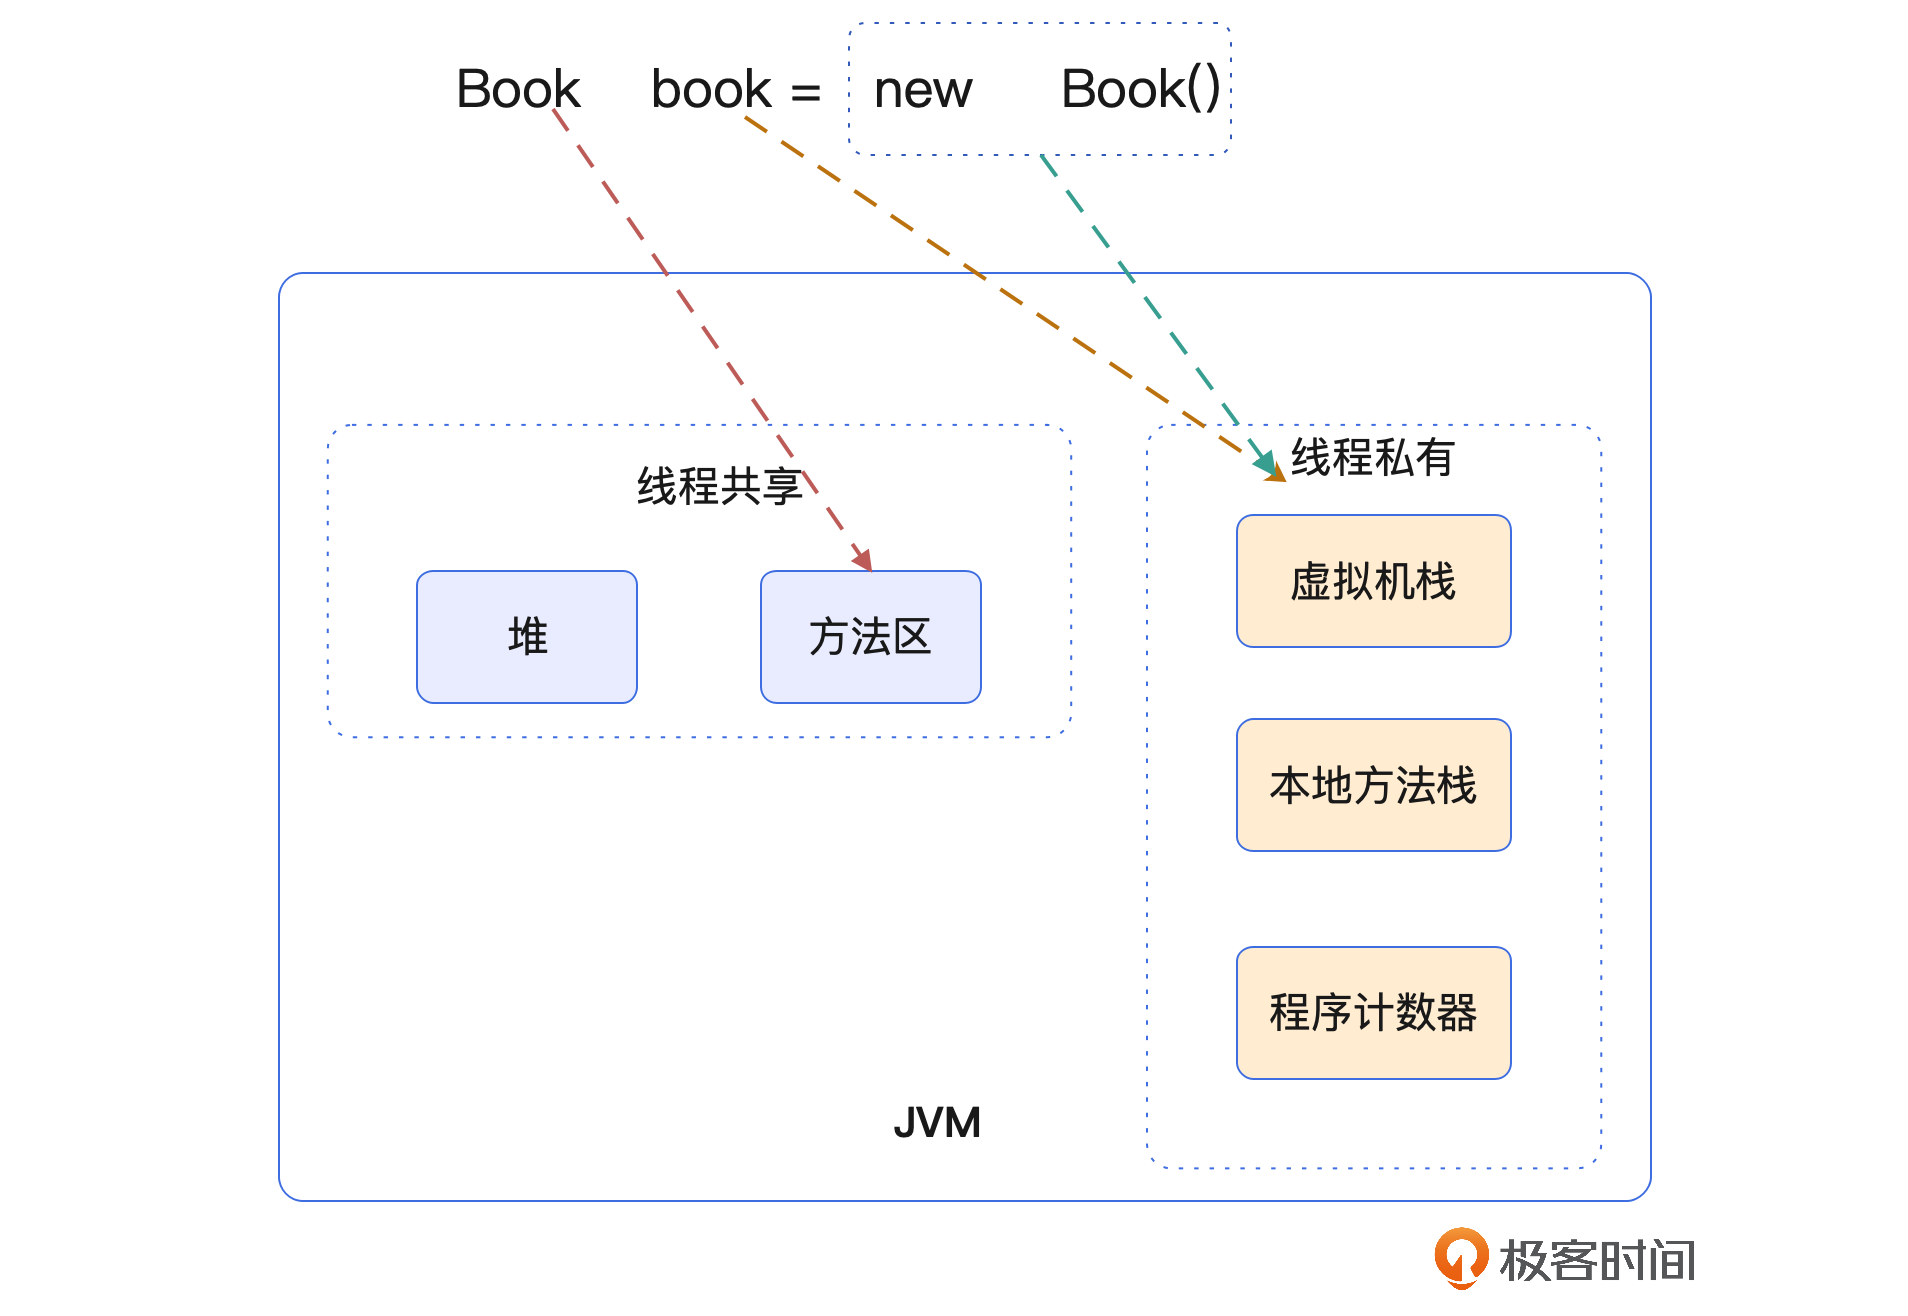 Book book = new Book()
线程共享
线程私有
堆
方法区
虚拟机栈
本地方法栈
程序计数器
JVM
极客时间